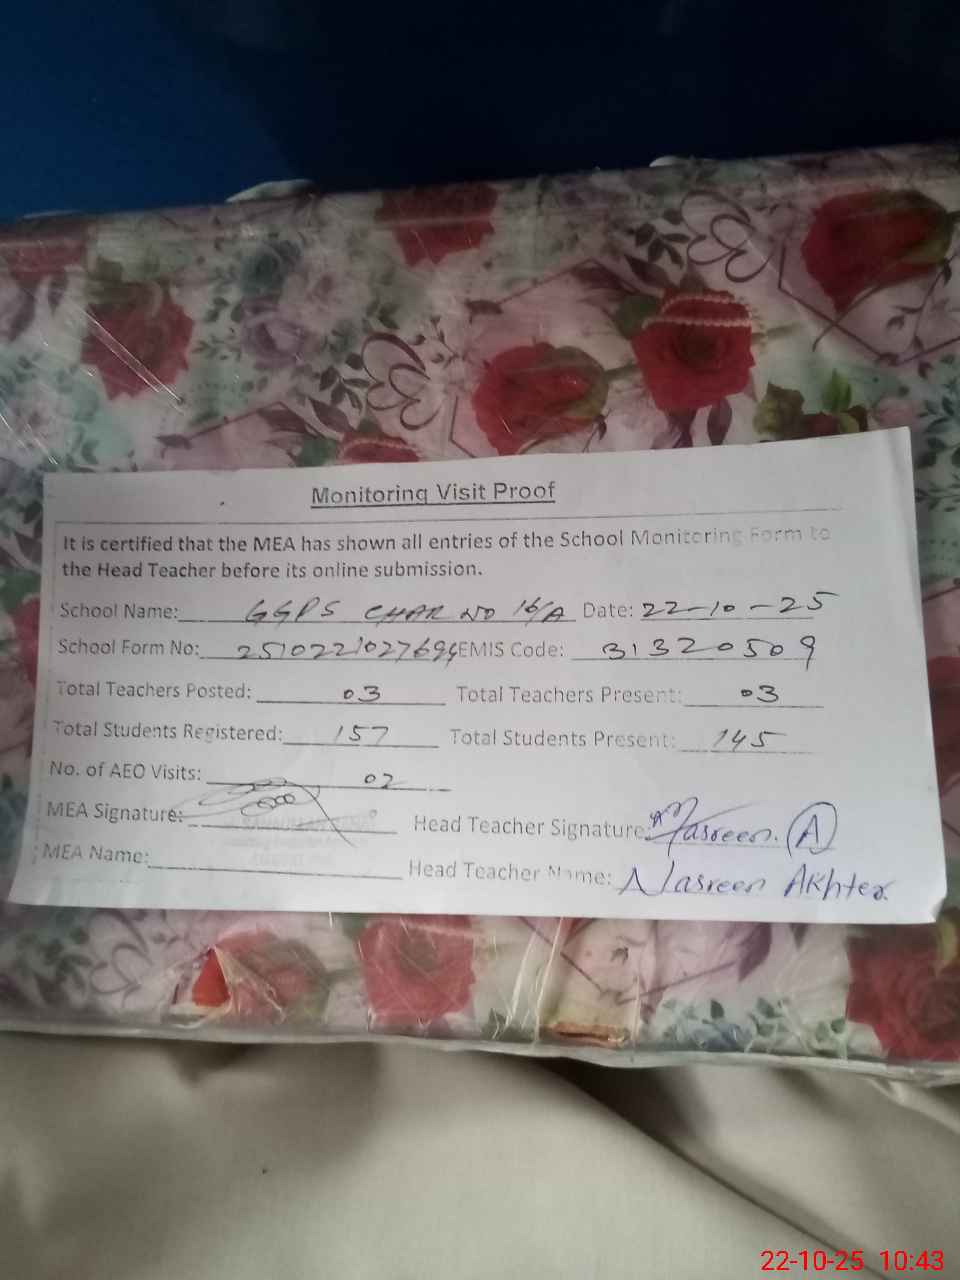 Monitoring Visit Proof
It is certified that the MEA has shown all entries of the School Monitoring Form to
the Head Teacher before its online submission.
School Name: GGPS CHAK NO 16/A Date: 22-10-25
School Form No: EMIS Code: 31320509
Total Teachers Posted: 03 Total Teachers Present: 03
Total Students Registered: 157 Total Students Present: 145
No. of AEO Visits: 02
MEA Signature: Head Teacher Signature: Nasreen. A
MEA Name: Head Teacher Name: Nasreen Akhter
22-10-25 10:43